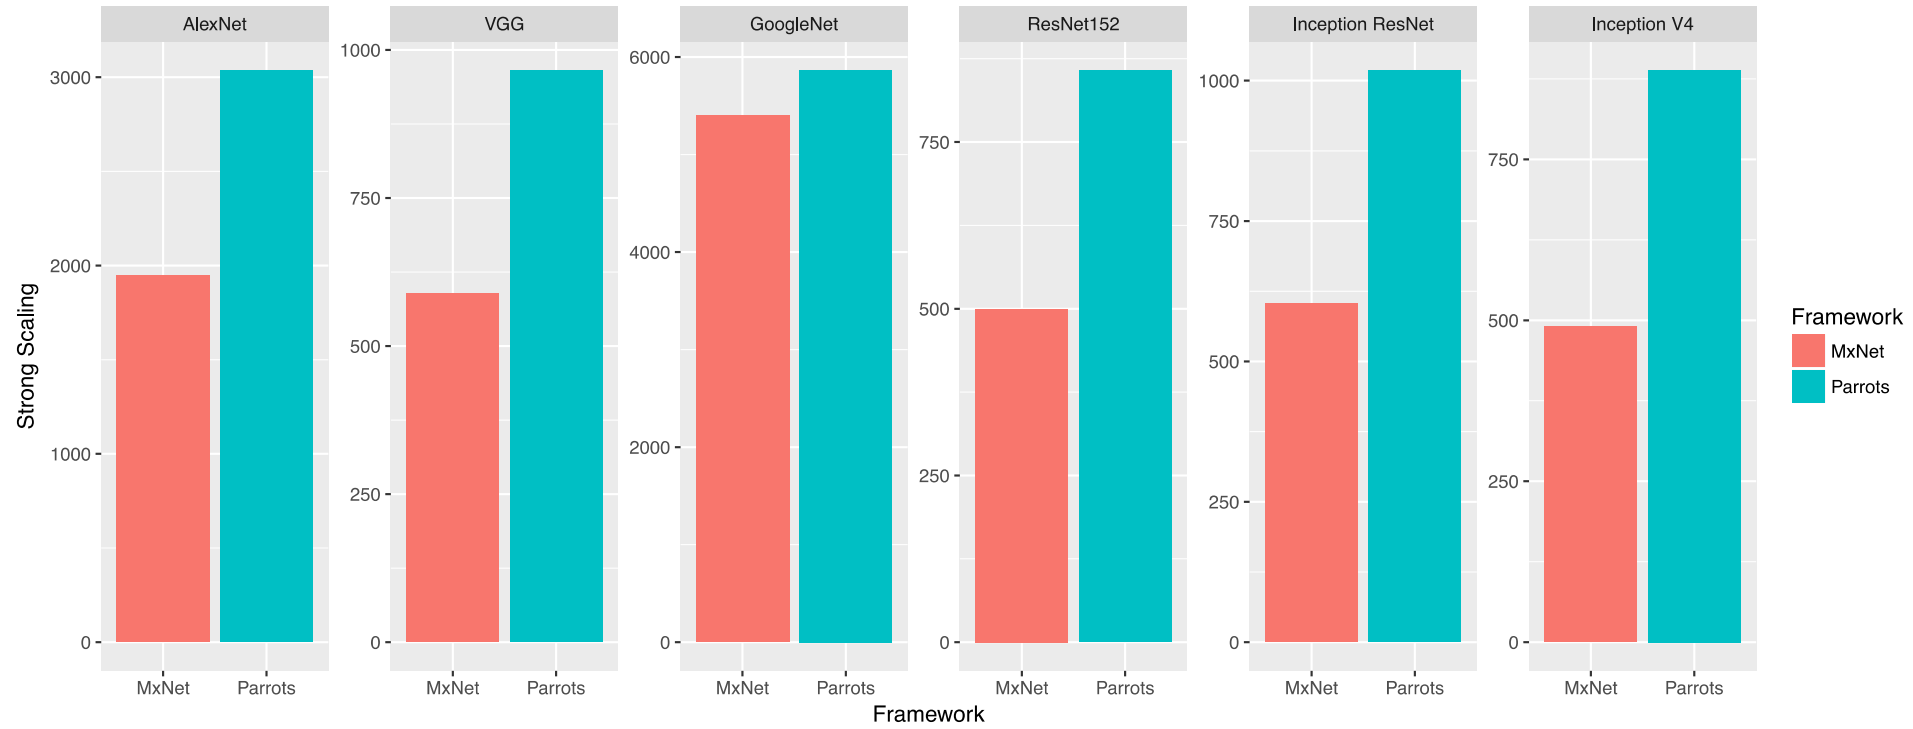 AlexNet
VGG
GoogleNet
ResNet152
Inception ResNet
Inception V4
Strong Scaling
3000
2000
1000
0
1000
750
500
250
0
6000
4000
2000
0
750
500
250
0
1000
750
500
250
0
750
500
250
0
MxNet Parrots
MxNet Parrots
MxNet Parrots
MxNet Parrots
MxNet Parrots
MxNet Parrots
Framework
Framework
MxNet
Parrots